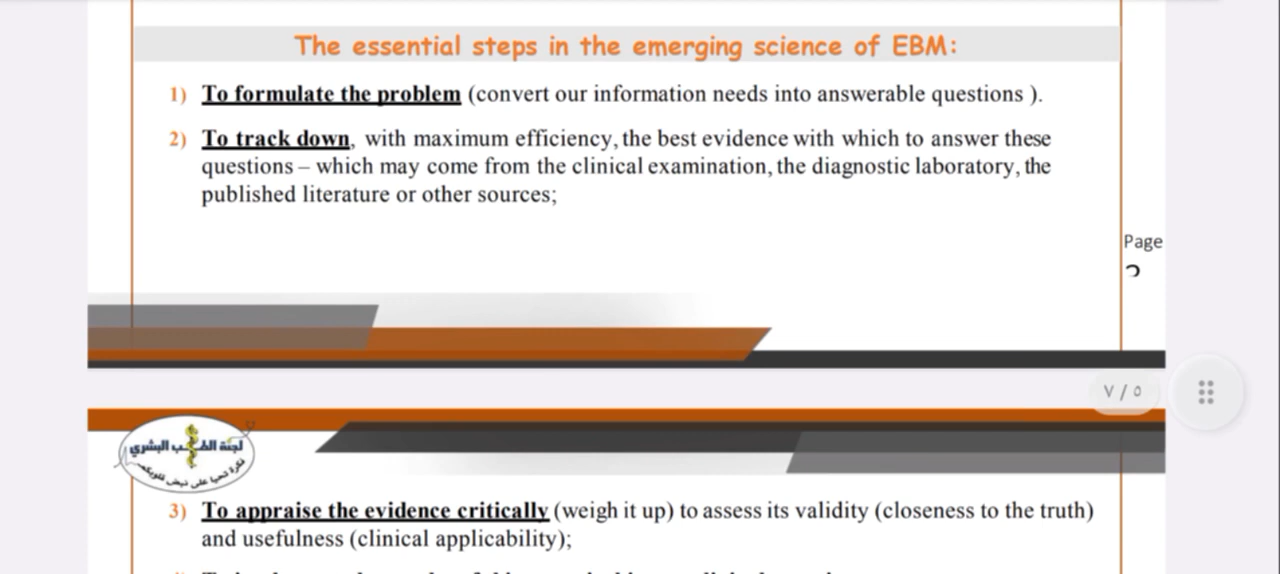 The essential steps in the emerging science of EBM:
1) To formulate the problem (convert our information needs into answerable questions ).
2) To track down, with maximum efficiency, the best evidence with which to answer these
questions – which may come from the clinical examination, the diagnostic laboratory, the
published literature or other sources;
Page
٧ / ٥
لجنة الطب البشري
3) To appraise the evidence critically (weigh it up) to assess its validity (closeness to the truth)
and usefulness (clinical applicability);